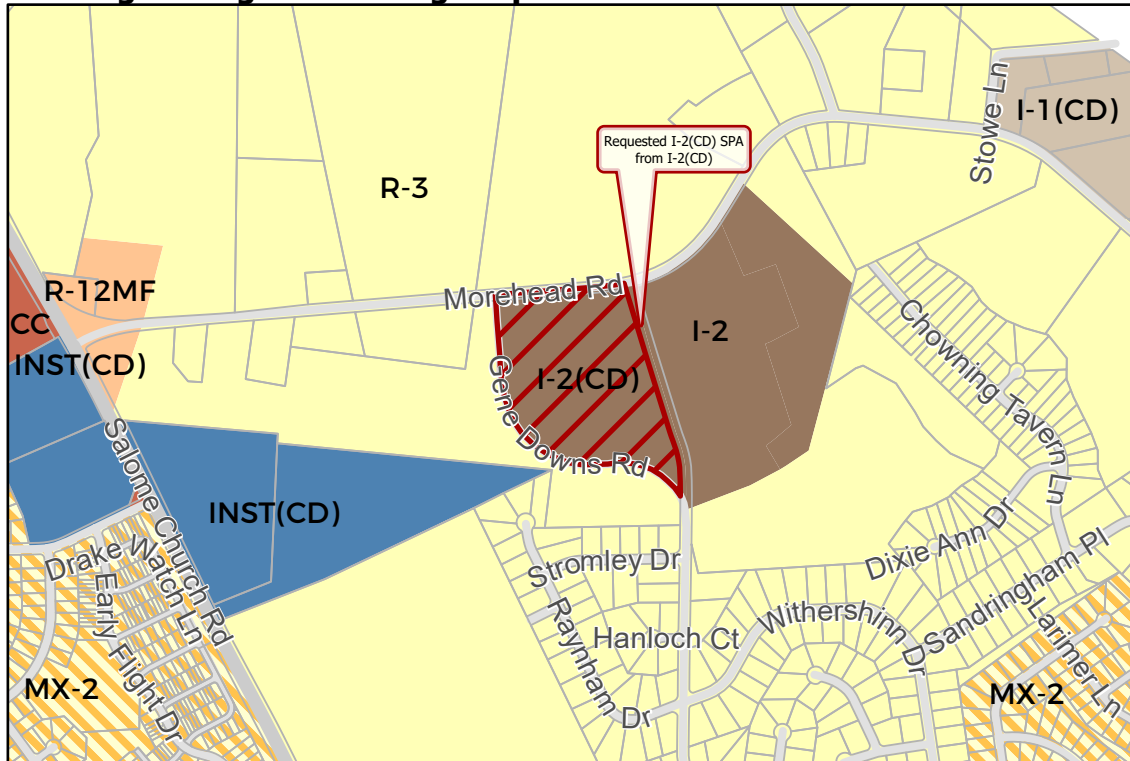 Stowe Ln
I-1(CD)
Requested I-2(CD) SPA
from I-2(CD)
R-3
R-12MF
Morehead Rd
CC
I-2
INST(CD)
I-2(CD)
Gene Downs Rd
Chowning Tavern Ln
Salome Church Rd
INST(CD)
Drake Watch Ln
Early Flight Dr
Stromley Dr
Dixie Ann Dr
Sandringham Pl
Raynham Dr
Hanloch Ct
Withershinn Dr
Larimer Ln
MX-2
MX-2